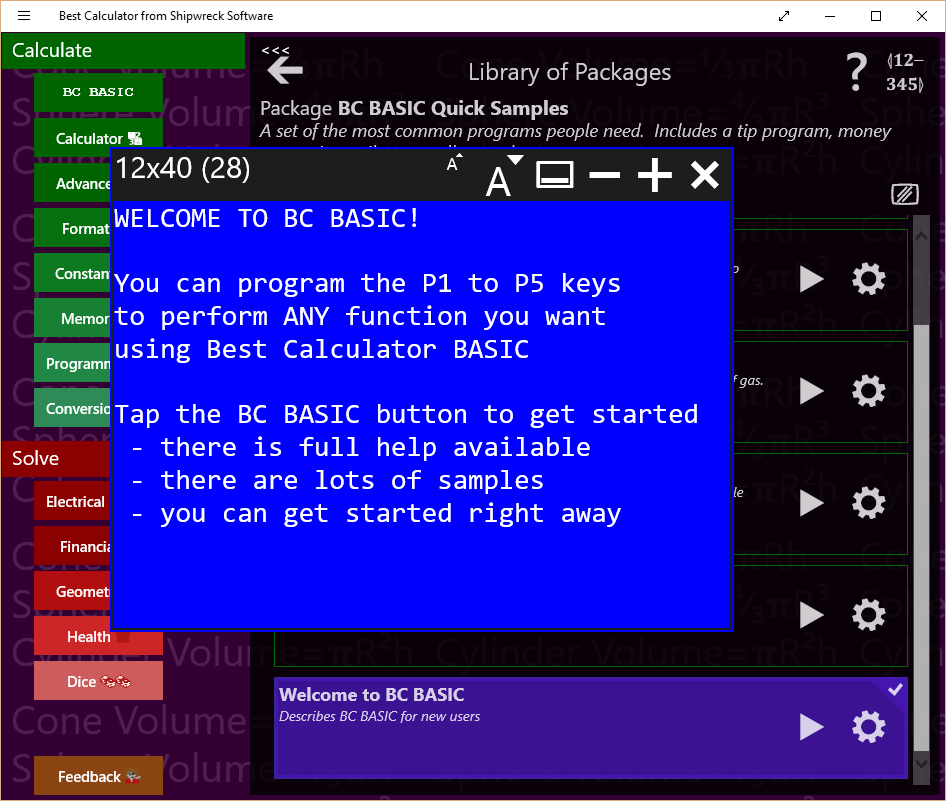 Best Calculator from Shipwreck Software
Calculate
BC BASIC
Calculator
Advance
Format
Constan
Memor
Programm
Conversio
Solve
Electrical
Financia
Geomet
Health
Dice
Feedback
<<<
Library of Packages
?
(12–
345)
Package BC BASIC Quick Samples
A set of the most common programs people need. Includes a tip program, money
12x40 (28)
A
A
WELCOME TO BC BASIC!
You can program the P1 to P5 keys
to perform ANY function you want
using Best Calculator BASIC
Tap the BC BASIC button to get started
- there is full help available
- there are lots of samples
- you can get started right away
f gas.
le
Welcome to BC BASIC
Describes BC BASIC for new users